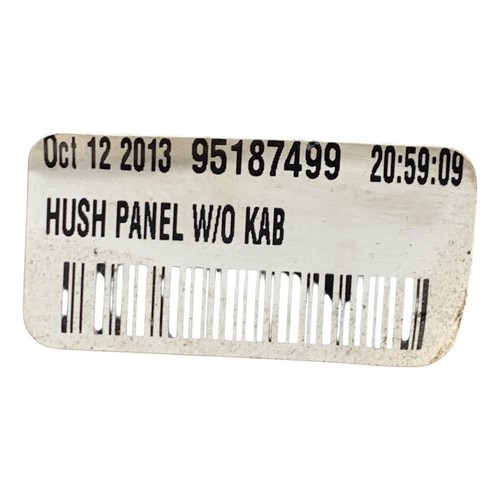 Oct 12 2013 95187499 20:59:09
HUSH PANEL W/O KAB